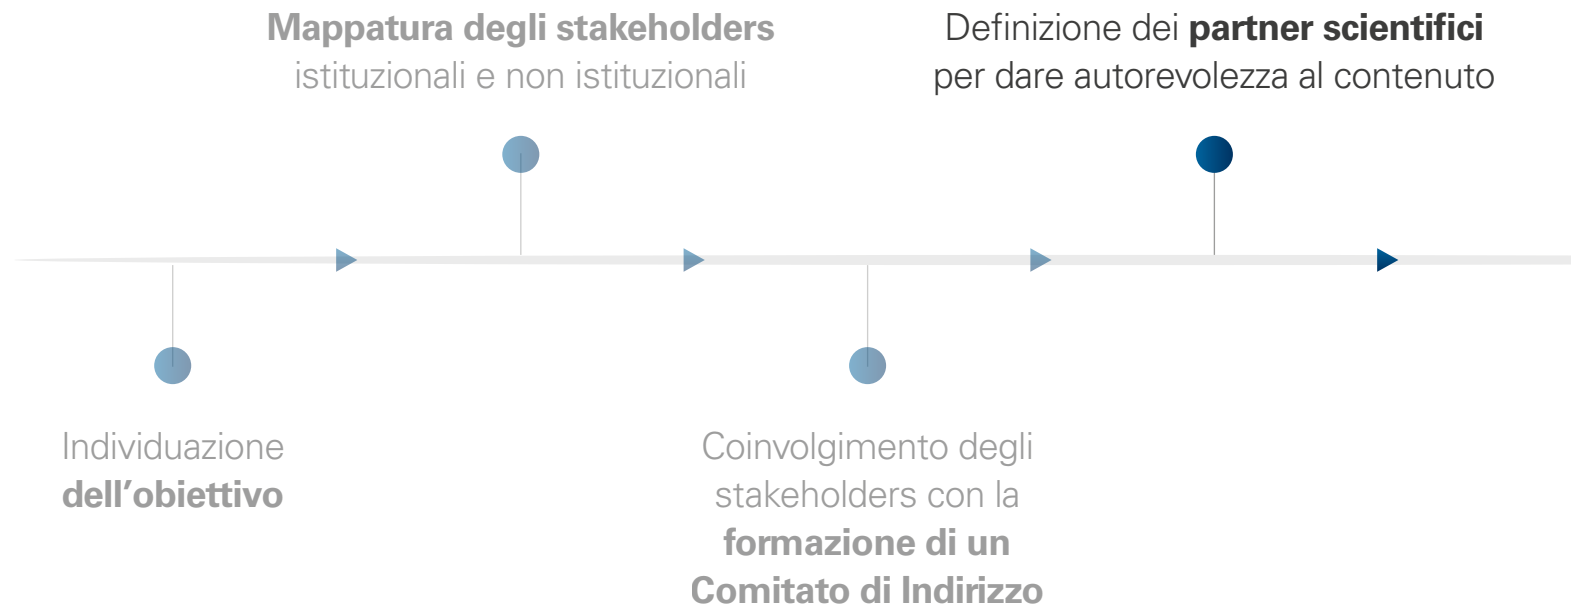 Mappatura degli stakeholders
istituzionali e non istituzionali
Definizione dei partner scientifici
per dare autorevolezza al contenuto
Individuazione
dell’obiettivo
Coinvolgimento degli
stakeholders con la
formazione di un
Comitato di Indirizzo